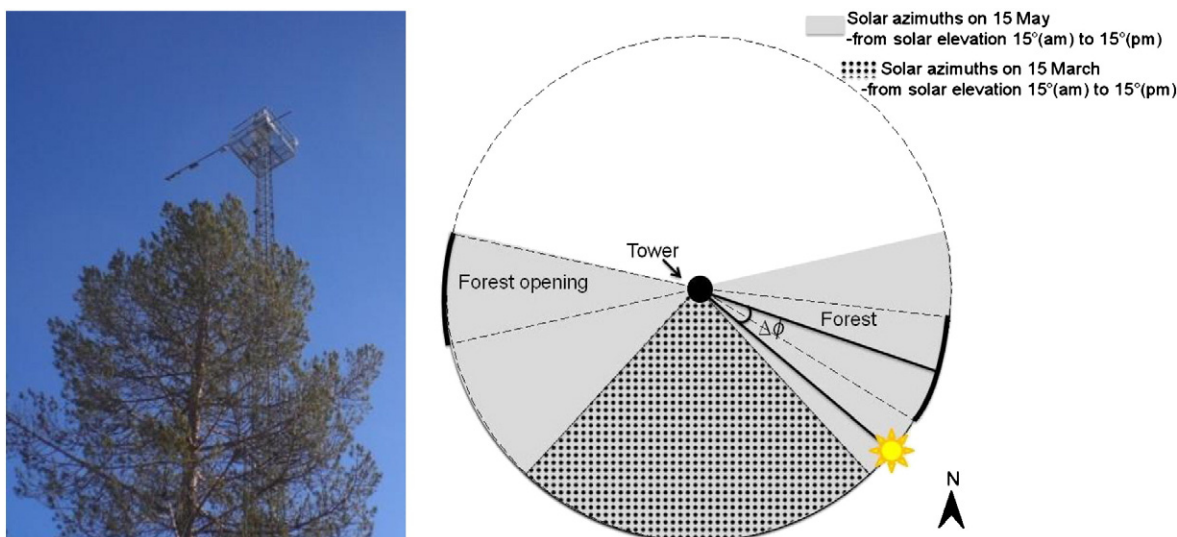 Solar azimuths on 15 May
-from solar elevation 15°(am) to 15°(pm)
Solar azimuths on 15 March
-from solar elevation 15°(am) to 15°(pm)
Tower
Forest opening
Forest
Δϕ
N